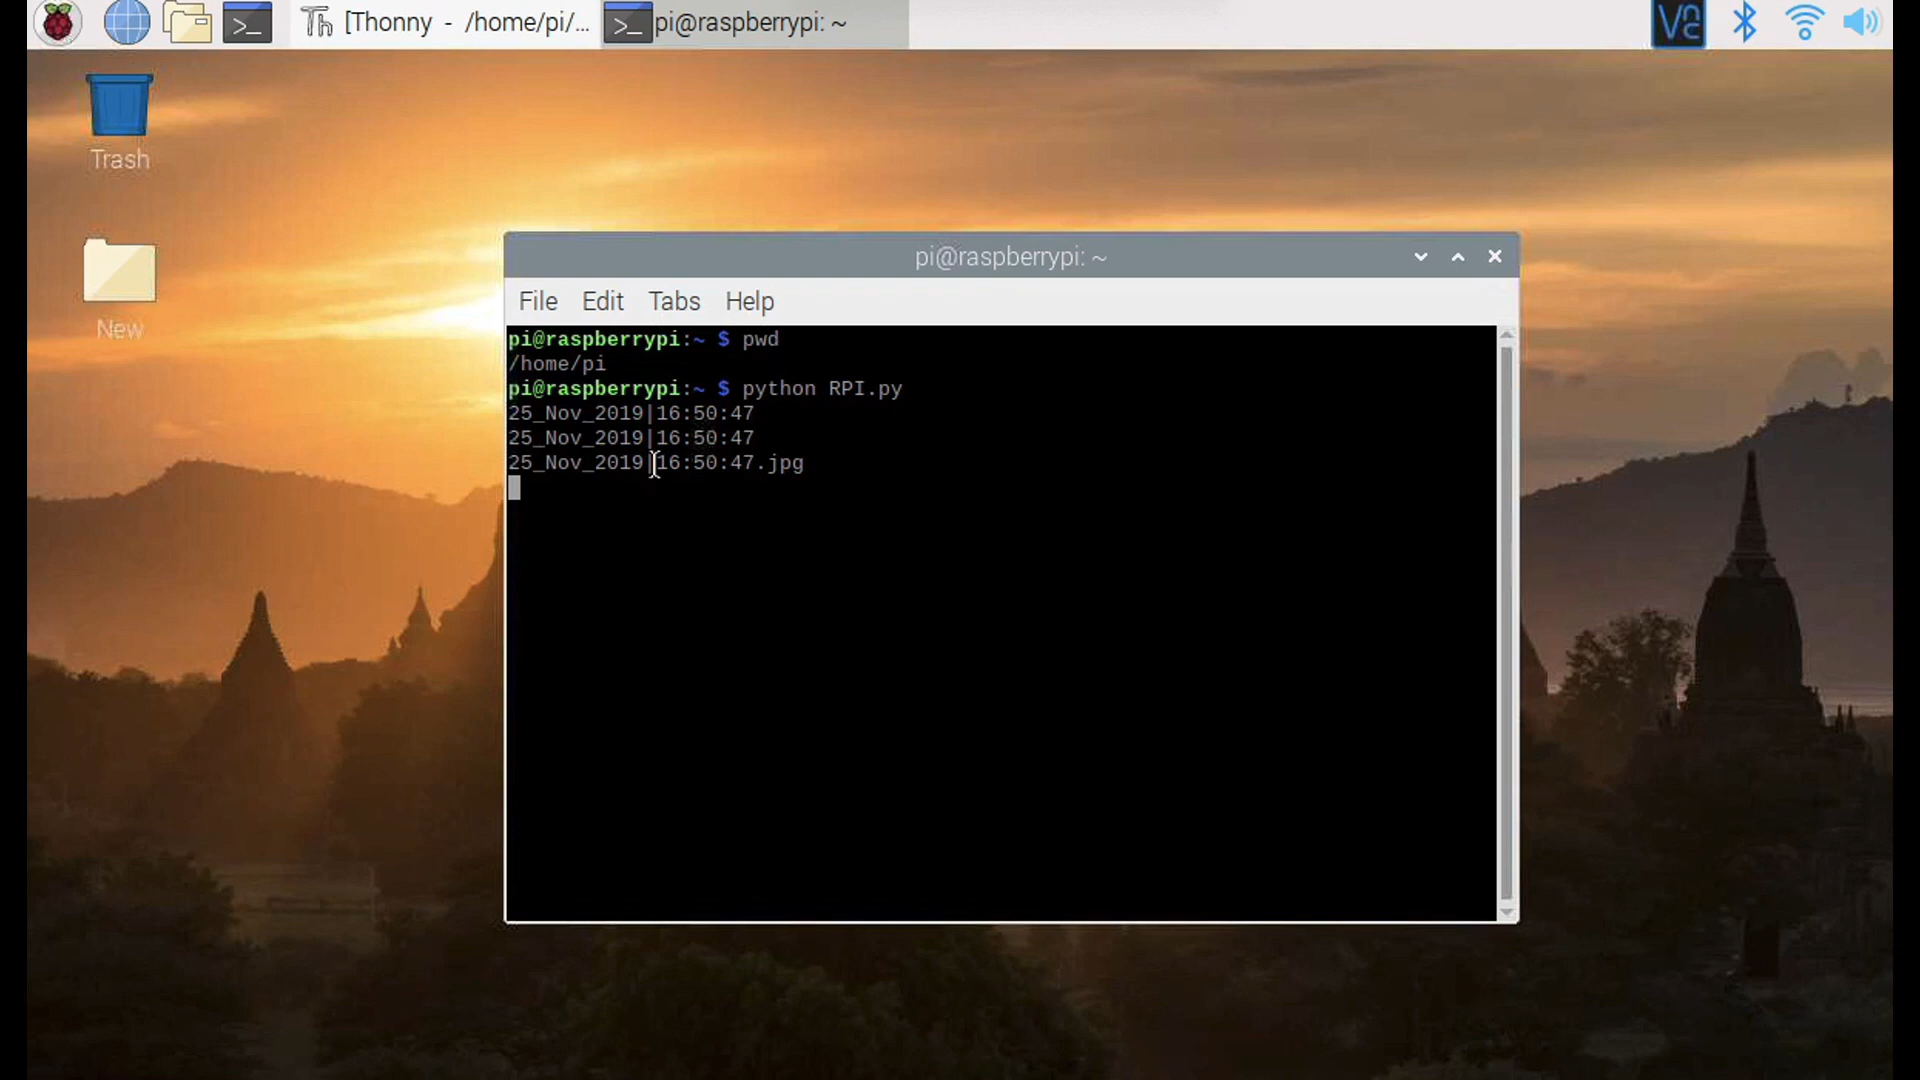 [Thonny - /home/pi/...
pi@raspberrypi: ~
Trash
New
pi@raspberrypi: ~
File Edit Tabs Help
pi@raspberrypi:~ $ pwd
/home/pi
pi@raspberrypi:~ $ python RPI.py
25_Nov_2019|16:50:47
25_Nov_2019|16:50:47
25_Nov_2019|16:50:47.jpg